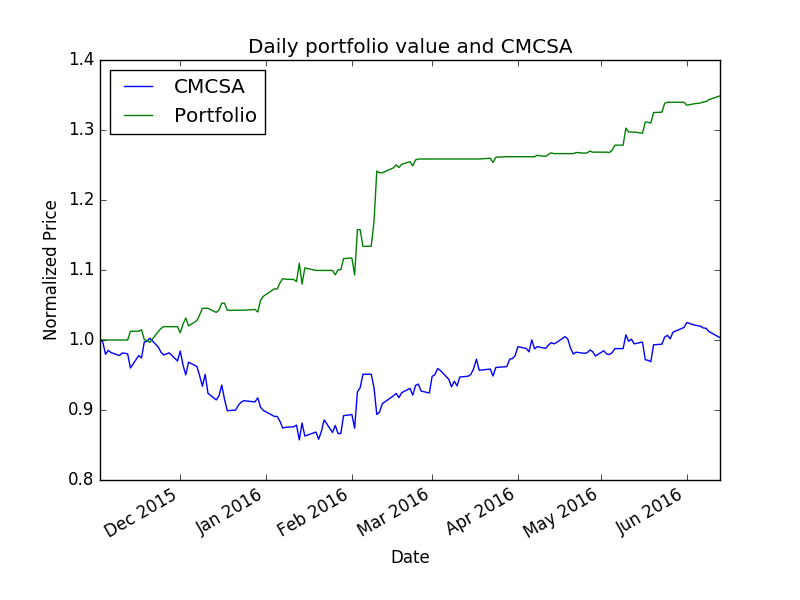 Daily portfolio value and CMCSA
CMCSA
Portfolio
Normalized Price
1.4
1.3
1.2
1.1
1.0
0.9
0.8
Dec 2015
Jan 2016
Feb 2016
Mar 2016
Apr 2016
May 2016
Jun 2016
Date